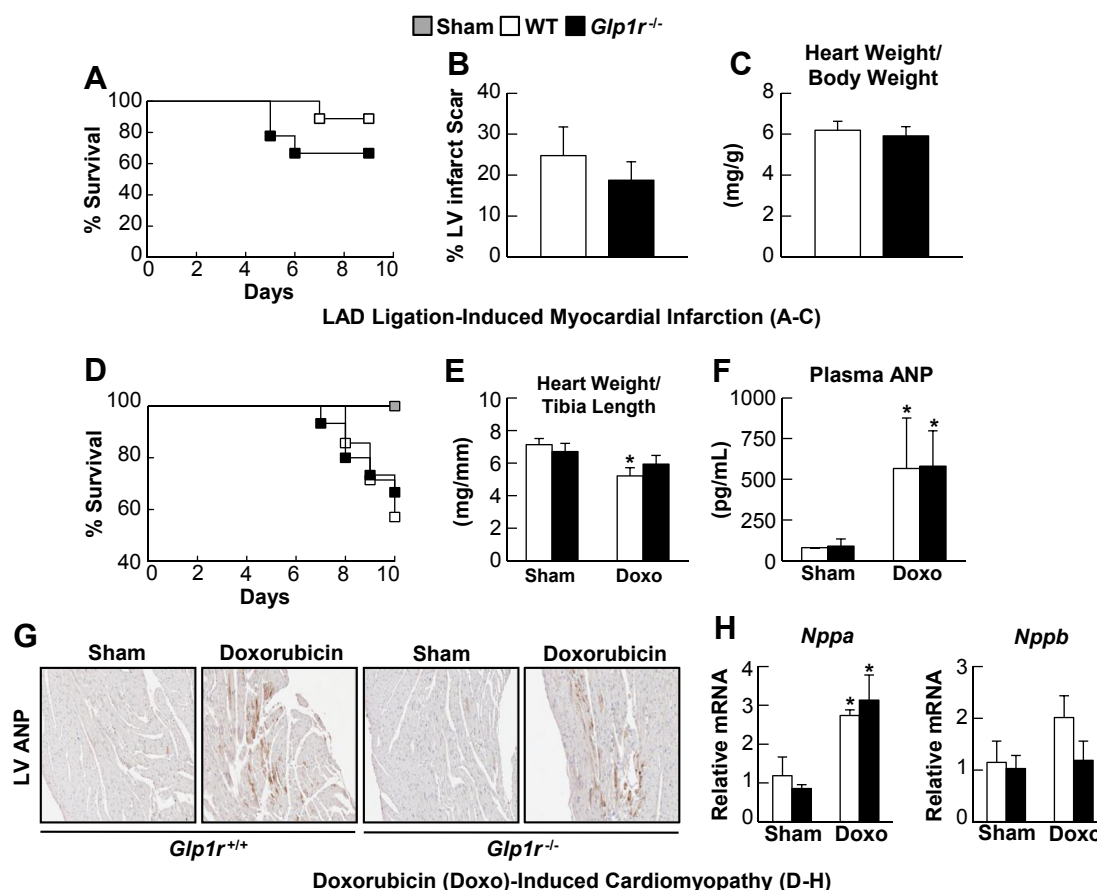 Sham WT Glp1r-/-
A
% Survival
100
80
60
40
20
0
0 2 4 6 8 10
Days
B
% LV infarct Scar
40
30
20
10
0
C
Heart Weight/
Body Weight
(mg/g)
8
6
4
2
0
LAD Ligation-Induced Myocardial Infarction (A-C)
D
% Survival
100
80
60
40
0 2 4 6 8 10
Days
E
Heart Weight/
Tibia Length
(mg/mm)
8
6
4
2
0
*
Sham Doxo
F
Plasma ANP
(pg/mL)
1000
750
500
250
0
* *
Sham Doxo
G
Sham Doxorubicin Sham Doxorubicin
LV ANP
Glp1r+/+ Glp1r-/-
H
Nppa
Relative mRNA
4
3
2
1
0
* *
Sham Doxo
Nppb
Relative mRNA
3
2
1
0
Sham Doxo
Doxorubicin (Doxo)-Induced Cardiomyopathy (D-H)